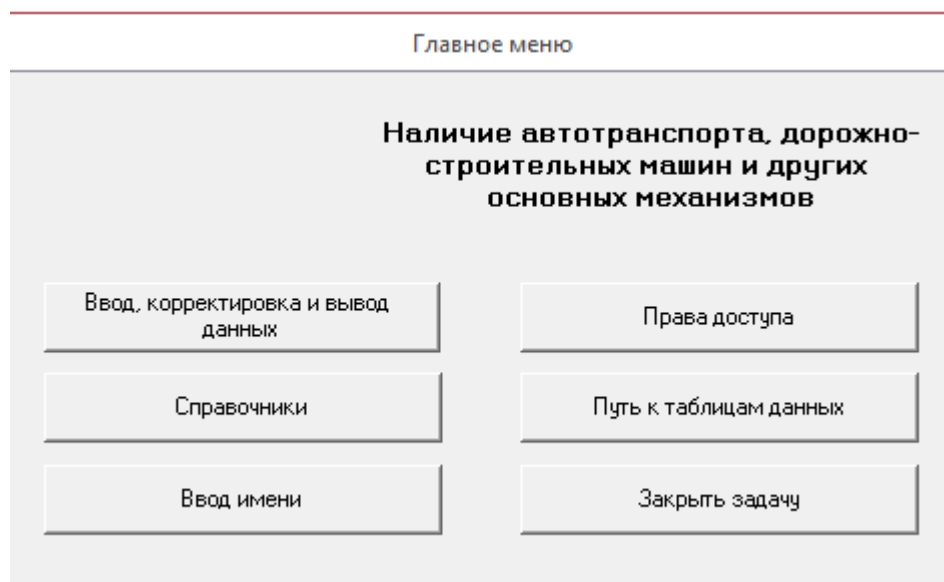 Главное меню
Наличие автотранспорта, дорожно-
строительных машин и других
основных механизмов
Ввод, корректировка и вывод
данных
Права доступа
Справочники
Путь к таблицам данных
Ввод имени
Закрыть задачу